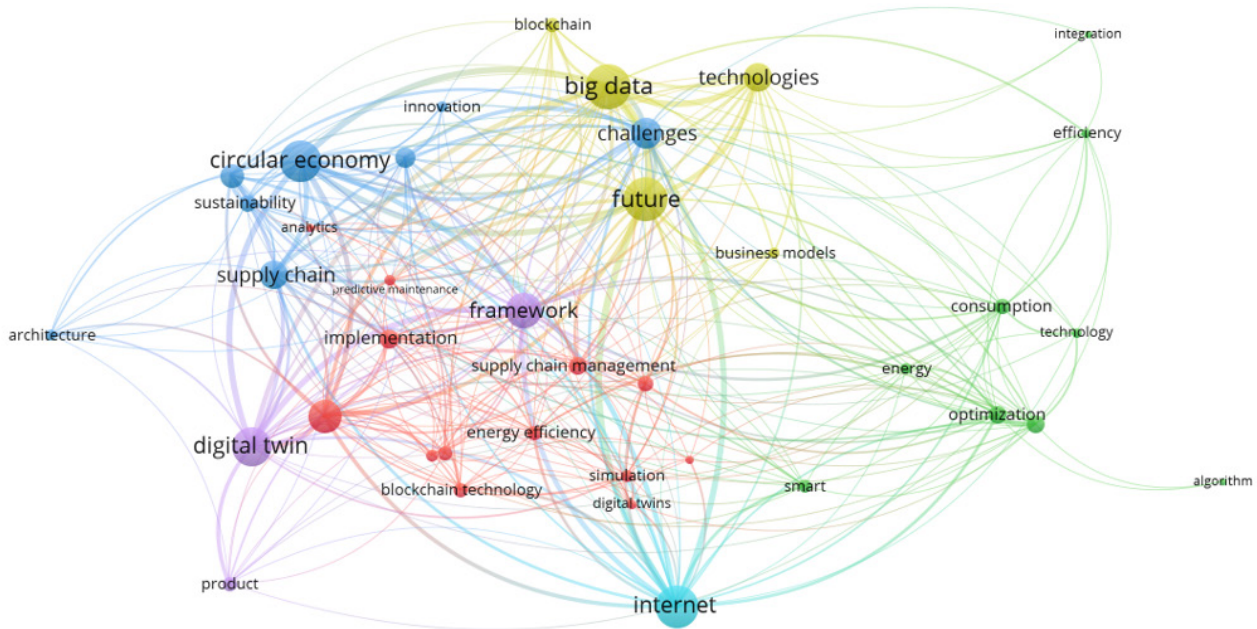 blockchain
integration
big data
technologies
innovation
challenges
efficiency
circular economy
sustainability
future
analytics
business models
supply chain
predictive maintenance
framework
consumption
architecture
implementation
technology
supply chain management
energy
optimization
energy efficiency
digital twin
simulation
algorithm
blockchain technology
smart
digital twins
product
internet